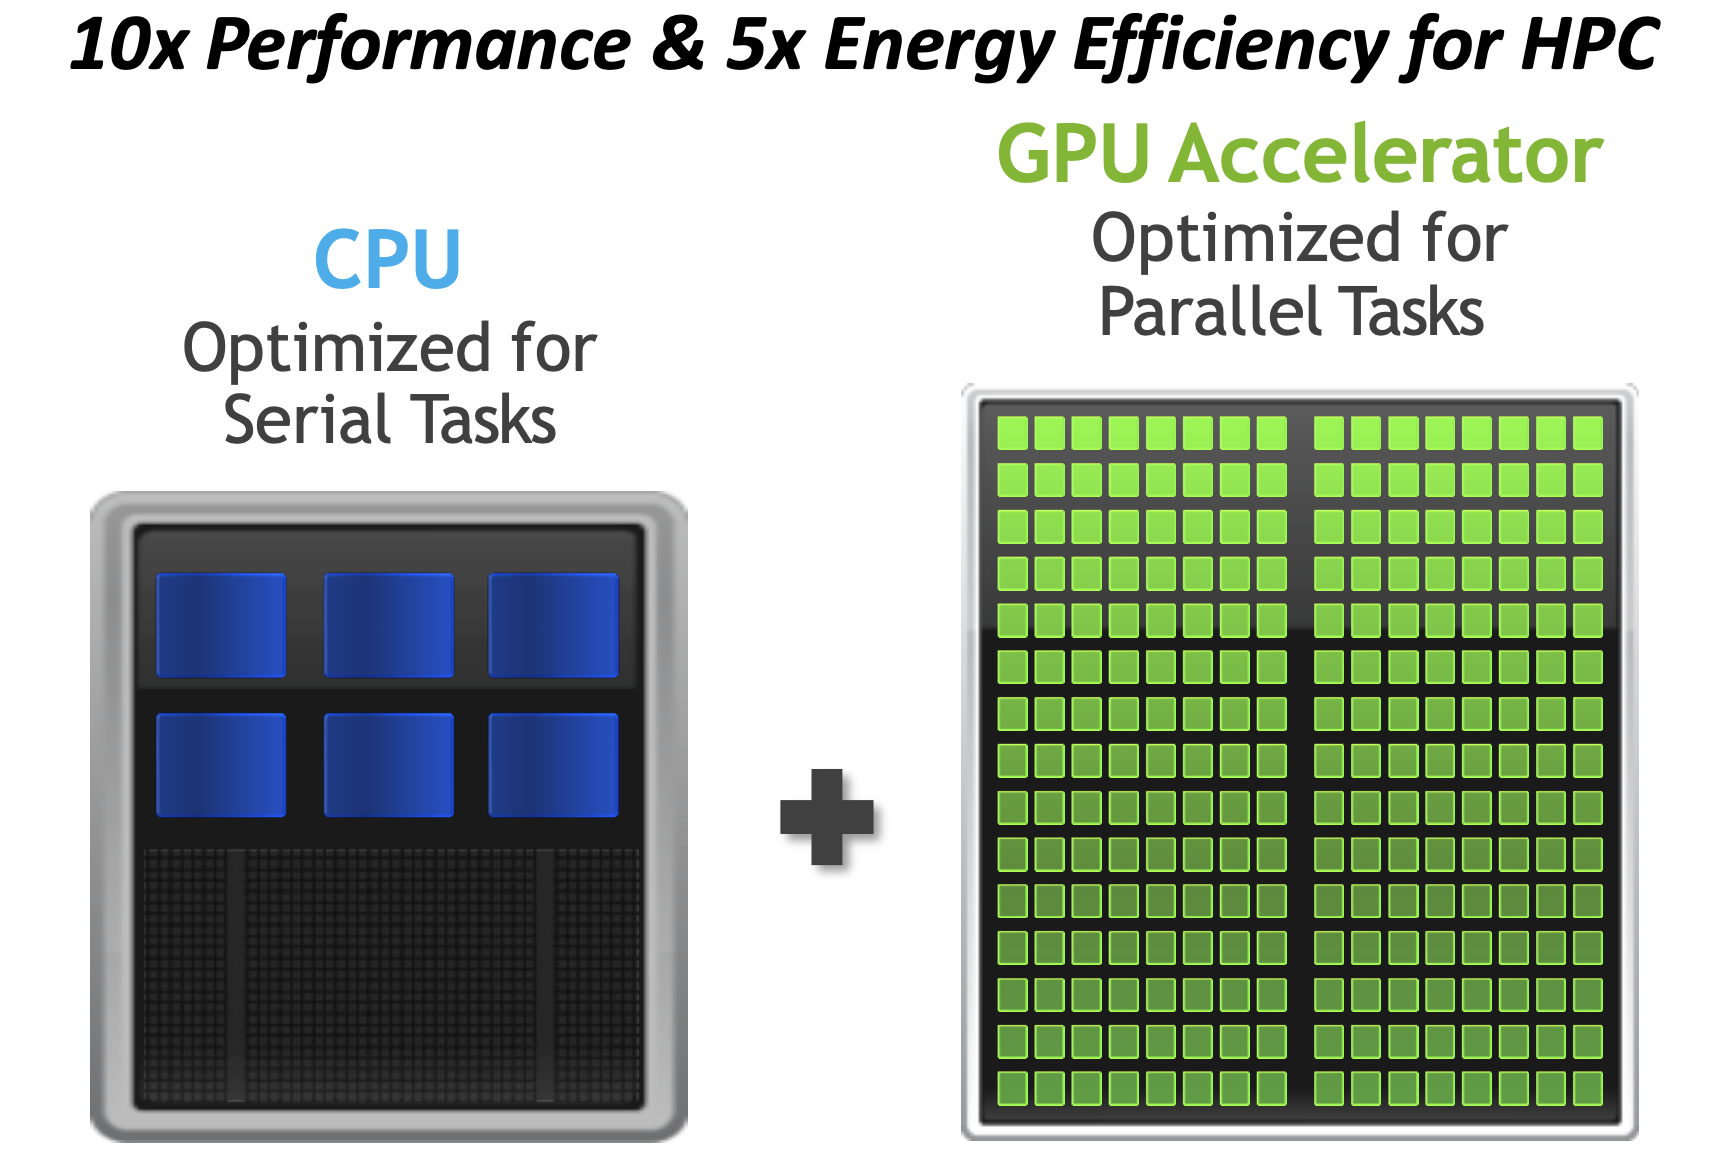 10x Performance & 5x Energy Efficiency for HPC
CPU
Optimized for
Serial Tasks
GPU Accelerator
Optimized for
Parallel Tasks